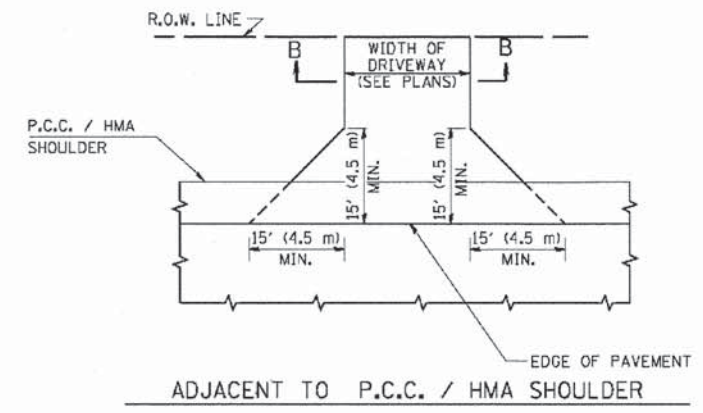 R.O.W. LINE
B
WIDTH OF
DRIVEWAY
(SEE PLANS)
B
P.C.C. / HMA
SHOULDER
15' (4.5 m)
MIN.
15' (4.5 m)
MIN.
15' (4.5 m)
MIN.
15' (4.5 m)
MIN.
EDGE OF PAVEMENT
ADJACENT TO P.C.C. / HMA SHOULDER